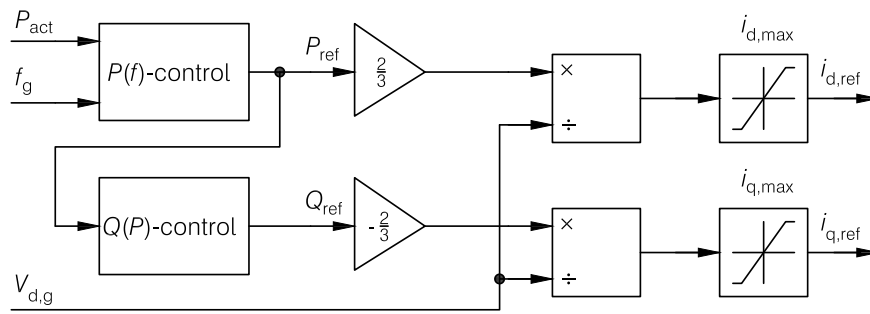 P_act
f_g
P(f)-control
P_ref
2/3
×
÷
i_d,max
i_d,ref
Q(P)-control
Q_ref
-2/3
×
÷
i_q,max
i_q,ref
V_d,g